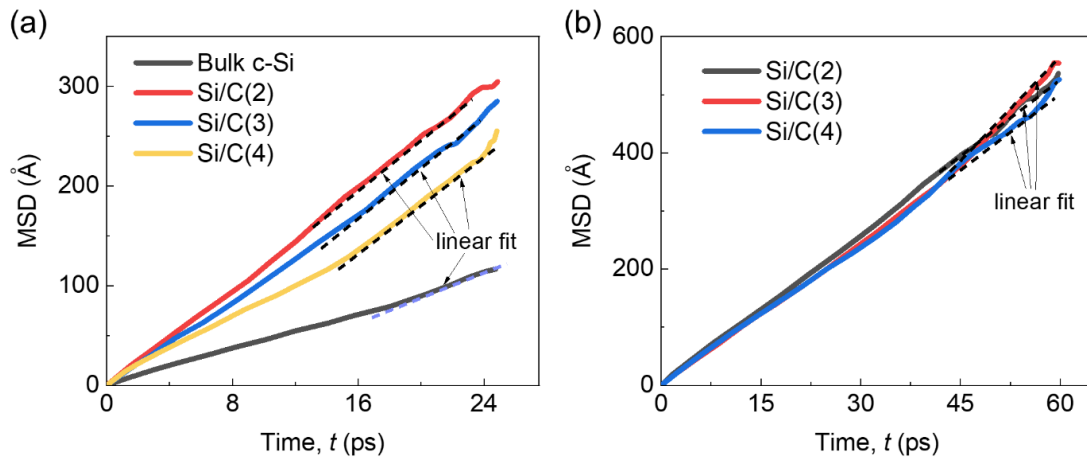 (a)
MSD (Å)
300
200
100
0
Bulk c-Si
Si/C(2)
Si/C(3)
Si/C(4)
linear fit
0 8 16 24
Time, t (ps)
(b)
MSD (Å)
600
400
200
0
Si/C(2)
Si/C(3)
Si/C(4)
linear fit
0 15 30 45 60
Time, t (ps)